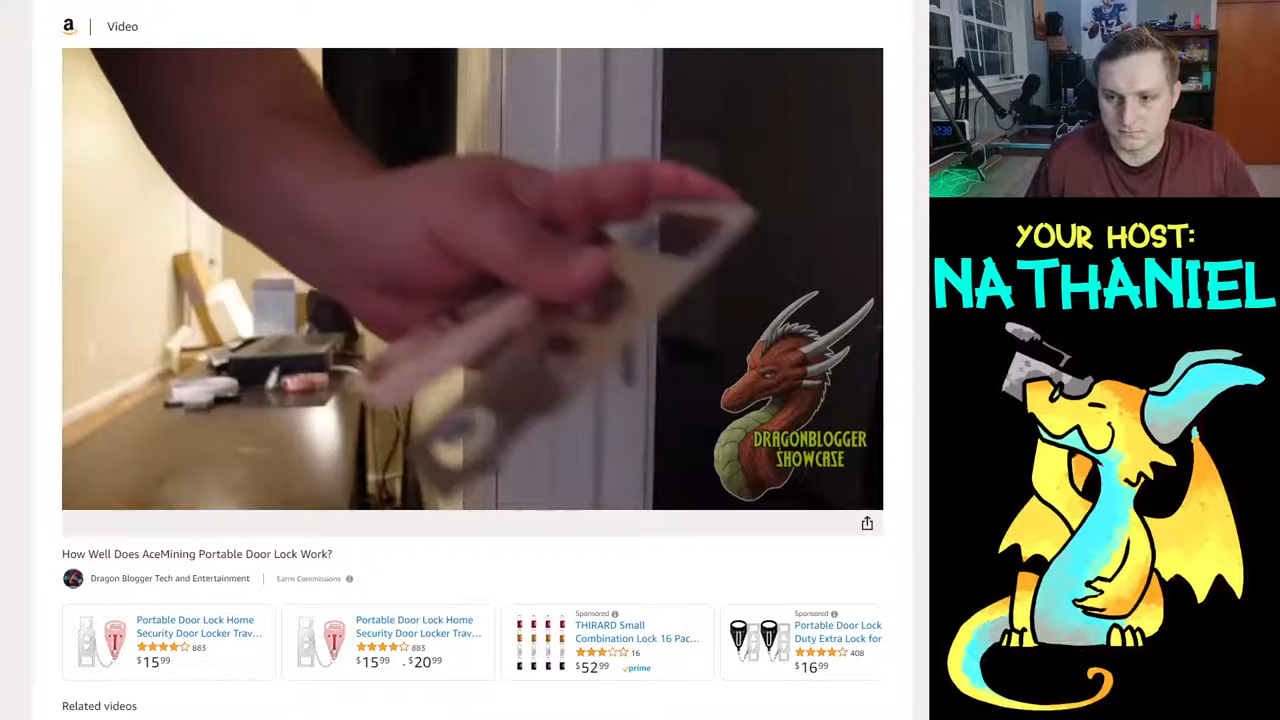 a | Video
DRAGONBLOGGER
SHOWCASE
12:38
17
YOUR HOST:
NATHANIEL
How Well Does AceMining Portable Door Lock Work?
Dragon Blogger Tech and Entertainment | Earns Commissions
Portable Door Lock Home
Security Door Locker Trav...
883
$15.99
Portable Door Lock Home
Security Door Locker Trav...
883
$15.99 - $20.99
Sponsored
THIRARD Small
Combination Lock 16 Pac...
16
$52.99 prime
Sponsored
Portable Door Lock
Duty Extra Lock for
408
$16.99
Related videos